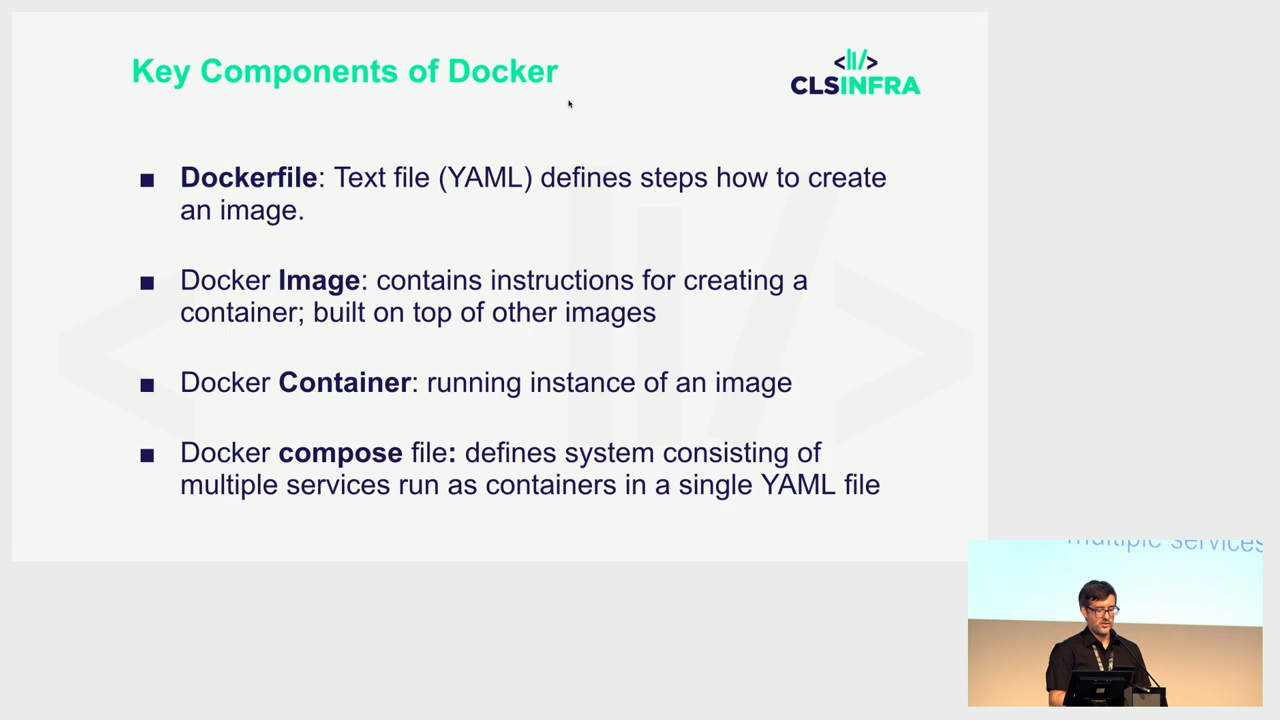 Key Components of Docker
</>
CLSINFRA
■ Dockerfile: Text file (YAML) defines steps how to create
an image.
■ Docker Image: contains instructions for creating a
container; built on top of other images
■ Docker Container: running instance of an image
■ Docker compose file: defines system consisting of
multiple services run as containers in a single YAML file
multiple services